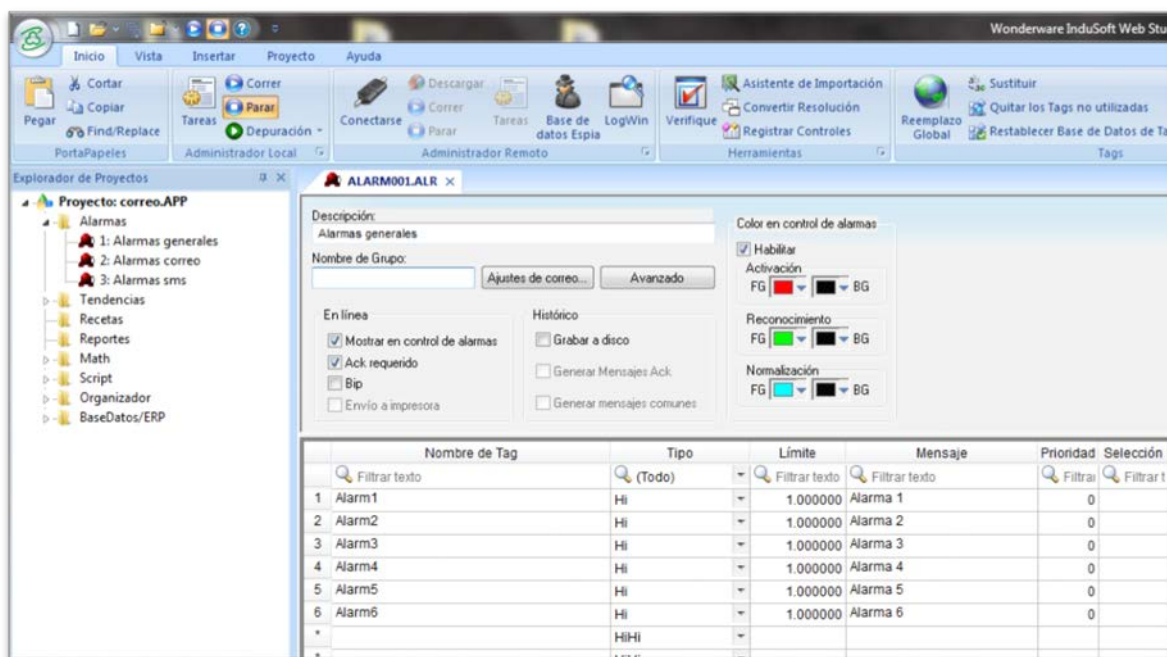 Wonderware InduSoft Web Stu
Inicio Vista Insertar Proyecto Ayuda
Pegar
Cortar
Copiar
Find/Replace
PortaPapeles
Tareas
Correr
Parar
Depuración
Administrador Local
Conectarse
Descargar
Correr
Parar
Tareas
Base de
datos Espia
LogWin
Administrador Remoto
Verifique
Asistente de Importación
Convertir Resolución
Registrar Controles
Herramientas
Reemplazo
Global
Sustituir
Quitar los Tags no utilizadas
Restablecer Base de Datos de Ta
Tags
Explorador de Proyectos
Proyecto: correo.APP
Alarmas
1: Alarmas generales
2: Alarmas correo
3: Alarmas sms
Tendencias
Recetas
Reportes
Math
Script
Organizador
BaseDatos/ERP
ALARM001.ALR
Descripción:
Alarmas generales
Nombre de Grupo:
Ajustes de correo... Avanzado
En línea
Mostrar en control de alarmas
Ack requerido
Bip
Envío a impresora
Histórico
Grabar a disco
Generar Mensajes Ack
Generar mensajes comunes
Color en control de alarmas
Habilitar
Activación
FG BG
Reconocimiento
FG BG
Normalización
FG BG
Nombre de Tag Tipo Límite Mensaje Prioridad Selección
Filtrar texto (Todo) Filtrar texto Filtrar texto Filtrar Filtrar t
1 Alarm1 Hi 1.000000 Alarma 1 0
2 Alarm2 Hi 1.000000 Alarma 2 0
3 Alarm3 Hi 1.000000 Alarma 3 0
4 Alarm4 Hi 1.000000 Alarma 4 0
5 Alarm5 Hi 1.000000 Alarma 5 0
6 Alarm6 Hi 1.000000 Alarma 6 0
* HiHi
*